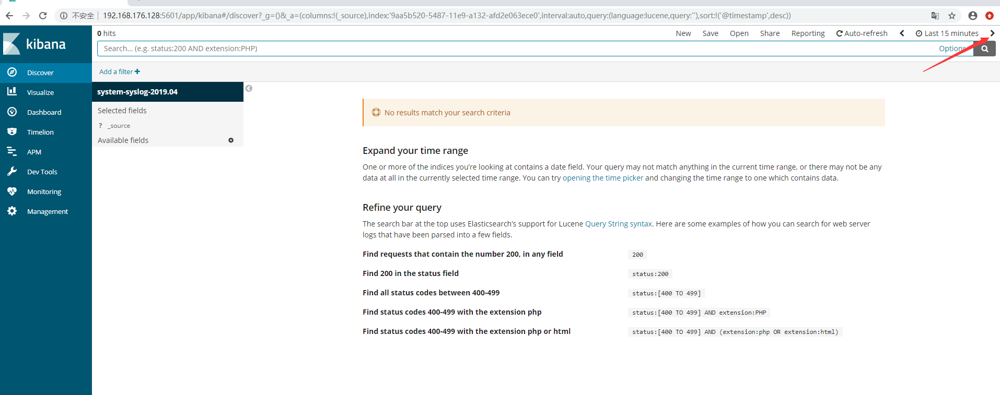 不安全 192.168.176.128:5601/app/kibana#/discover?_g=()&_a=(columns:!(_source),index:'9aa5b520-5487-11e9-a132-afd2e063ece0',interval:auto,query:(language:lucene,query:''),sort:!('@timestamp',desc))
kibana
0 hits
New Save Open Share Reporting Auto-refresh Last 15 minutes
Search... (e.g. status:200 AND extension:PHP)
Options
Add a filter
Discover
Visualize
Dashboard
Timelion
APM
Dev Tools
Monitoring
Management
system-syslog-2019.04
Selected fields
? _source
Available fields
No results match your search criteria
Expand your time range
One or more of the indices you're looking at contains a date field. Your query may not match anything in the current time range, or there may not be any
data at all in the currently selected time range. You can try opening the time picker and changing the time range to one which contains data.
Refine your query
The search bar at the top uses Elasticsearch's support for Lucene Query String syntax. Here are some examples of how you can search for web server
logs that have been parsed into a few fields.
Find requests that contain the number 200, in any field 200
Find 200 in the status field status:200
Find all status codes between 400-499 status:[400 TO 499]
Find status codes 400-499 with the extension php status:[400 TO 499] AND extension:PHP
Find status codes 400-499 with the extension php or html status:[400 TO 499] AND (extension:php OR extension:html)